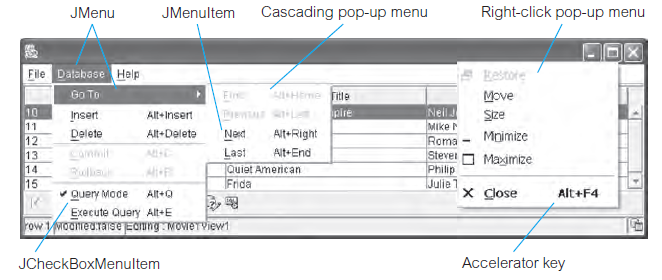 JMenu JMenuItem Cascading pop-up menu Right-click pop-up menu
File Database Help
Go To
Insert Alt+Insert
Delete Alt+Delete
Commit Alt+C
Rollback
Query Mode Alt+Q
Execute Query Alt+E
First Alt+Home
Previous Alt+Left
Next Alt+Right
Last Alt+End
Title
10
11
12
13
14 Quiet American Philip
15 Frida Julie T
Neil J
Mike N
Roma
Steve
Restore
Move
Size
Minimize
Maximize
Close Alt+F4
row 1 Modified:false Editing: MovieView1
JCheckBoxMenuItem Accelerator key